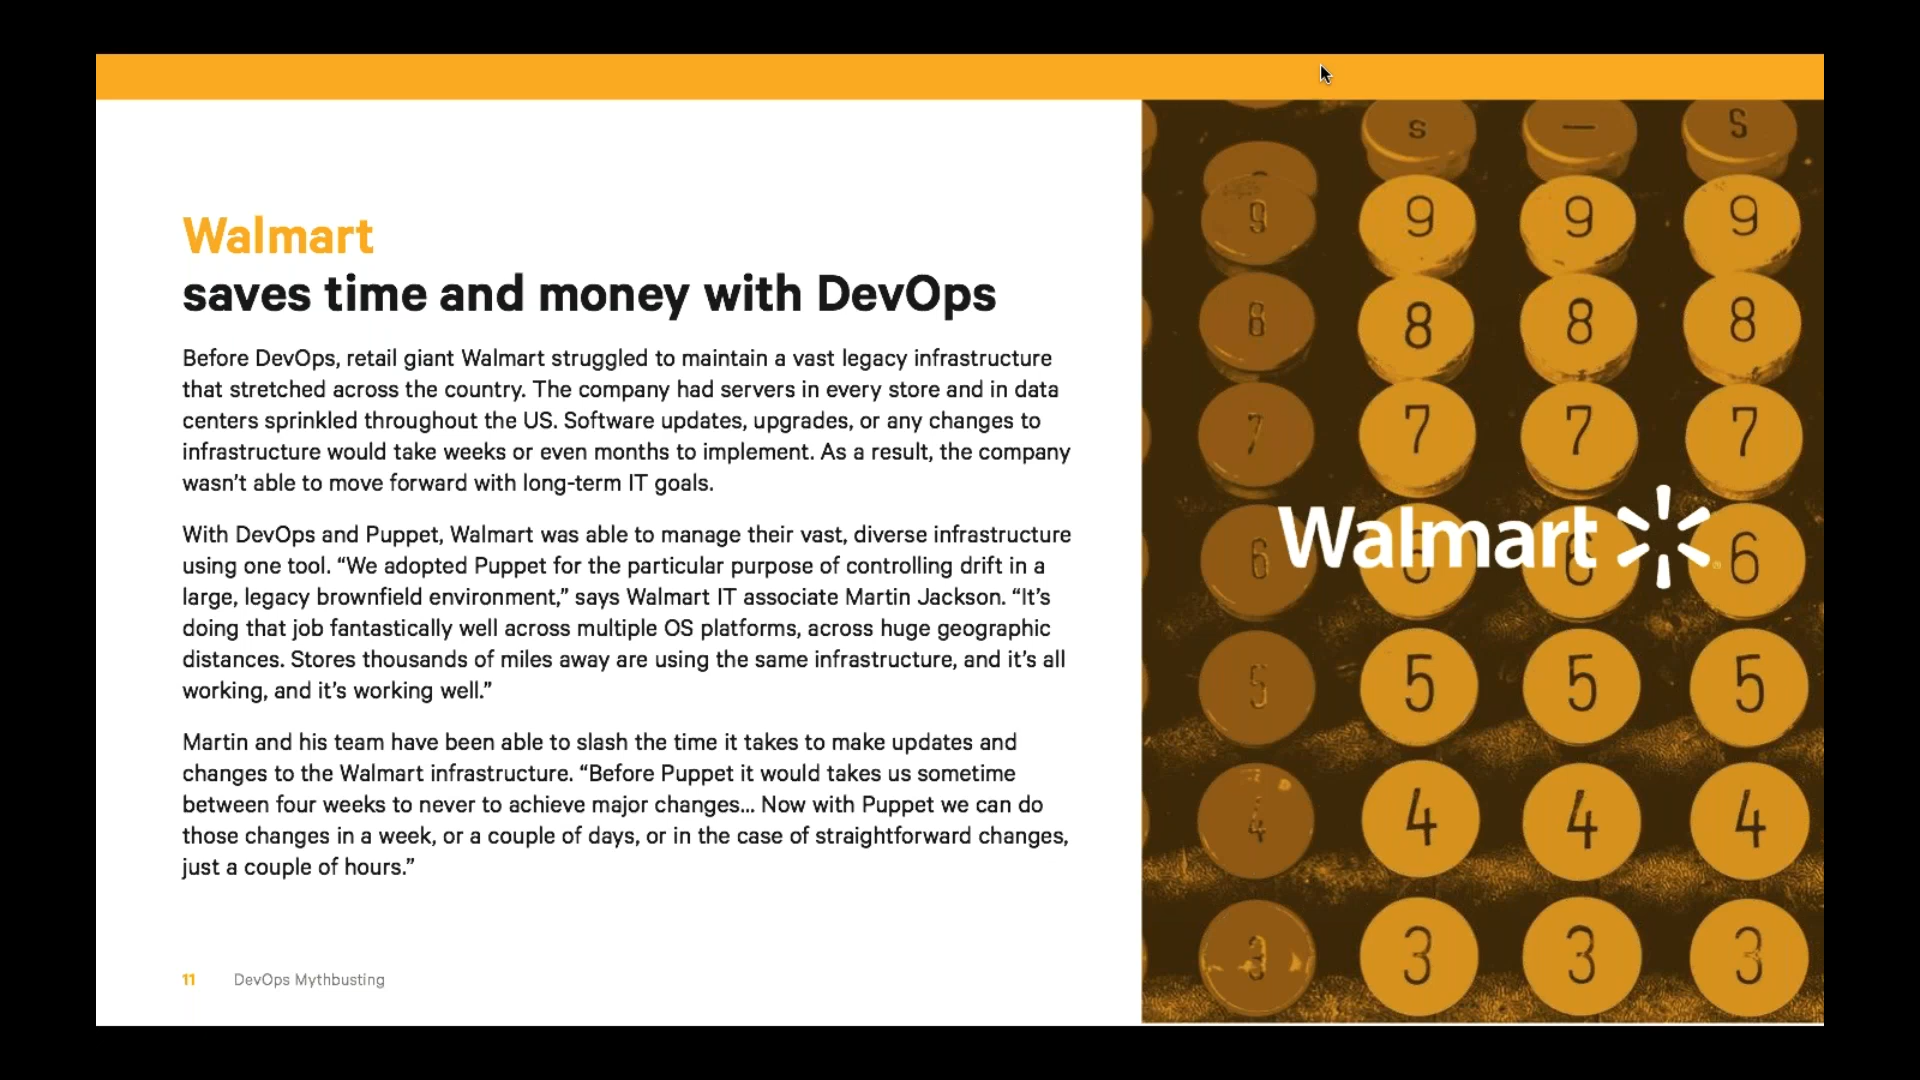 Walmart
saves time and money with DevOps
Before DevOps, retail giant Walmart struggled to maintain a vast legacy infrastructure
that stretched across the country. The company had servers in every store and in data
centers sprinkled throughout the US. Software updates, upgrades, or any changes to
infrastructure would take weeks or even months to implement. As a result, the company
wasn’t able to move forward with long-term IT goals.
With DevOps and Puppet, Walmart was able to manage their vast, diverse infrastructure
using one tool. “We adopted Puppet for the particular purpose of controlling drift in a
large, legacy brownfield environment,” says Walmart IT associate Martin Jackson. “It’s
doing that job fantastically well across multiple OS platforms, across huge geographic
distances. Stores thousands of miles away are using the same infrastructure, and it’s all
working, and it’s working well.”
Martin and his team have been able to slash the time it takes to make updates and
changes to the Walmart infrastructure. “Before Puppet it would takes us sometime
between four weeks to never to achieve major changes... Now with Puppet we can do
those changes in a week, or a couple of days, or in the case of straightforward changes,
just a couple of hours.”
11 DevOps Mythbusting
s — S
9 9 9 9
8 8 8 8
7 7 7 7
Walmart
6 6 6 6
5 5 5 5
4 4 4 4
3 3 3 3